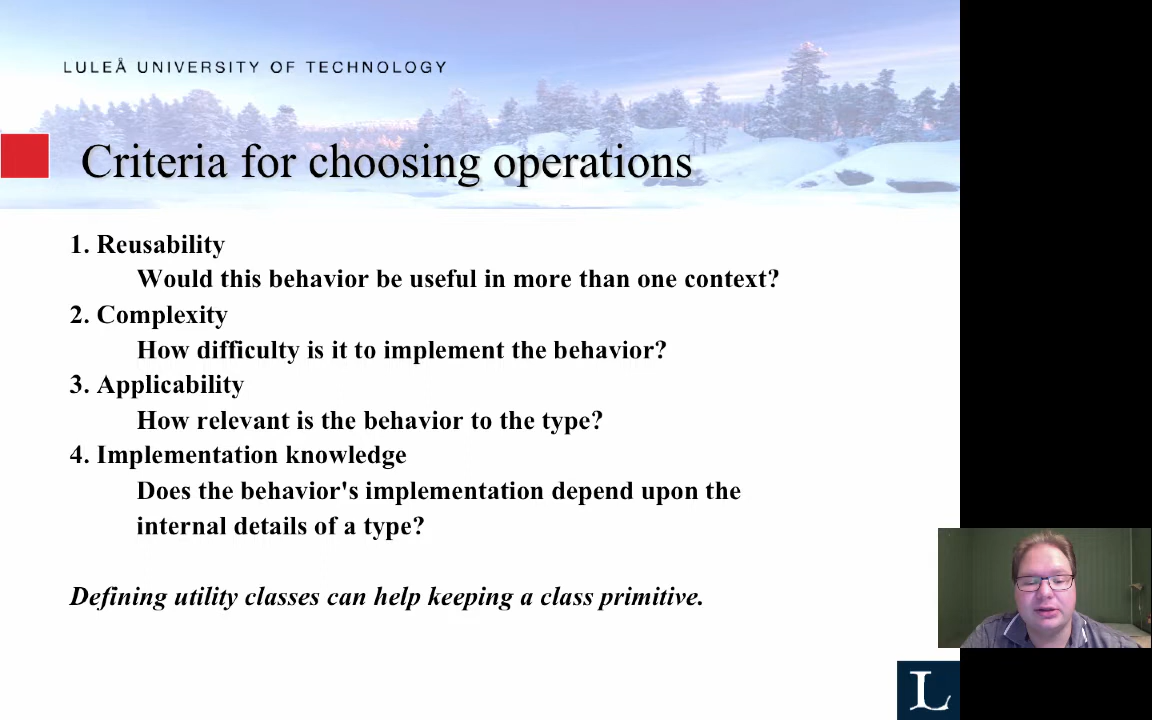 LULEÅ UNIVERSITY OF TECHNOLOGY
Criteria for choosing operations
1. Reusability
Would this behavior be useful in more than one context?
2. Complexity
How difficulty is it to implement the behavior?
3. Applicability
How relevant is the behavior to the type?
4. Implementation knowledge
Does the behavior's implementation depend upon the
internal details of a type?
Defining utility classes can help keeping a class primitive.
L